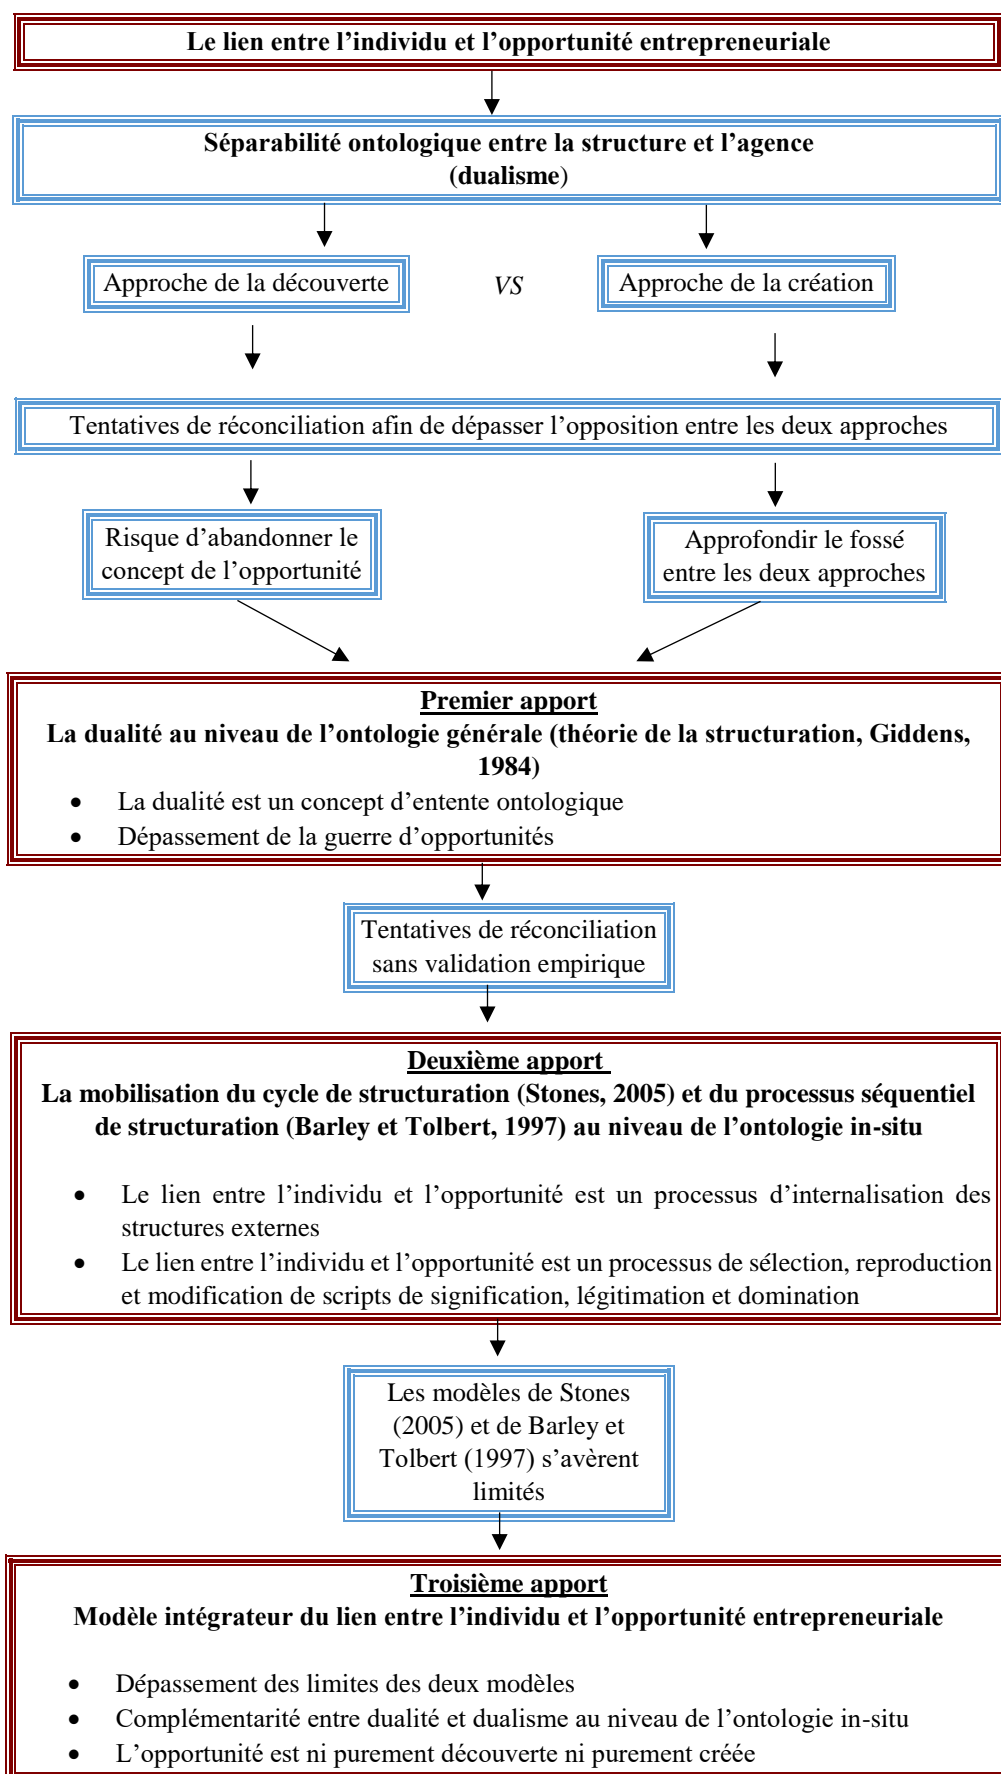 Le lien entre l’individu et l’opportunité entrepreneuriale
Séparabilité ontologique entre la structure et l’agence
(dualisme)
Approche de la découverte
VS
Approche de la création
Tentatives de réconciliation afin de dépasser l’opposition entre les deux approches
Risque d’abandonner le
concept de l’opportunité
Approfondir le fossé
entre les deux approches
Premier apport
La dualité au niveau de l’ontologie générale (théorie de la structuration, Giddens,
1984)
• La dualité est un concept d’entente ontologique
• Dépassement de la guerre d’opportunités
Tentatives de réconciliation
sans validation empirique
Deuxième apport
La mobilisation du cycle de structuration (Stones, 2005) et du processus séquentiel
de structuration (Barley et Tolbert, 1997) au niveau de l’ontologie in-situ
• Le lien entre l’individu et l’opportunité est un processus d’internalisation des
structures externes
• Le lien entre l’individu et l’opportunité est un processus de sélection, reproduction
et modification de scripts de signification, légitimation et domination
Les modèles de Stones
(2005) et de Barley et
Tolbert (1997) s’avèrent
limités
Troisième apport
Modèle intégrateur du lien entre l’individu et l’opportunité entrepreneuriale
• Dépassement des limites des deux modèles
• Complémentarité entre dualité et dualisme au niveau de l’ontologie in-situ
• L’opportunité est ni purement découverte ni purement créée